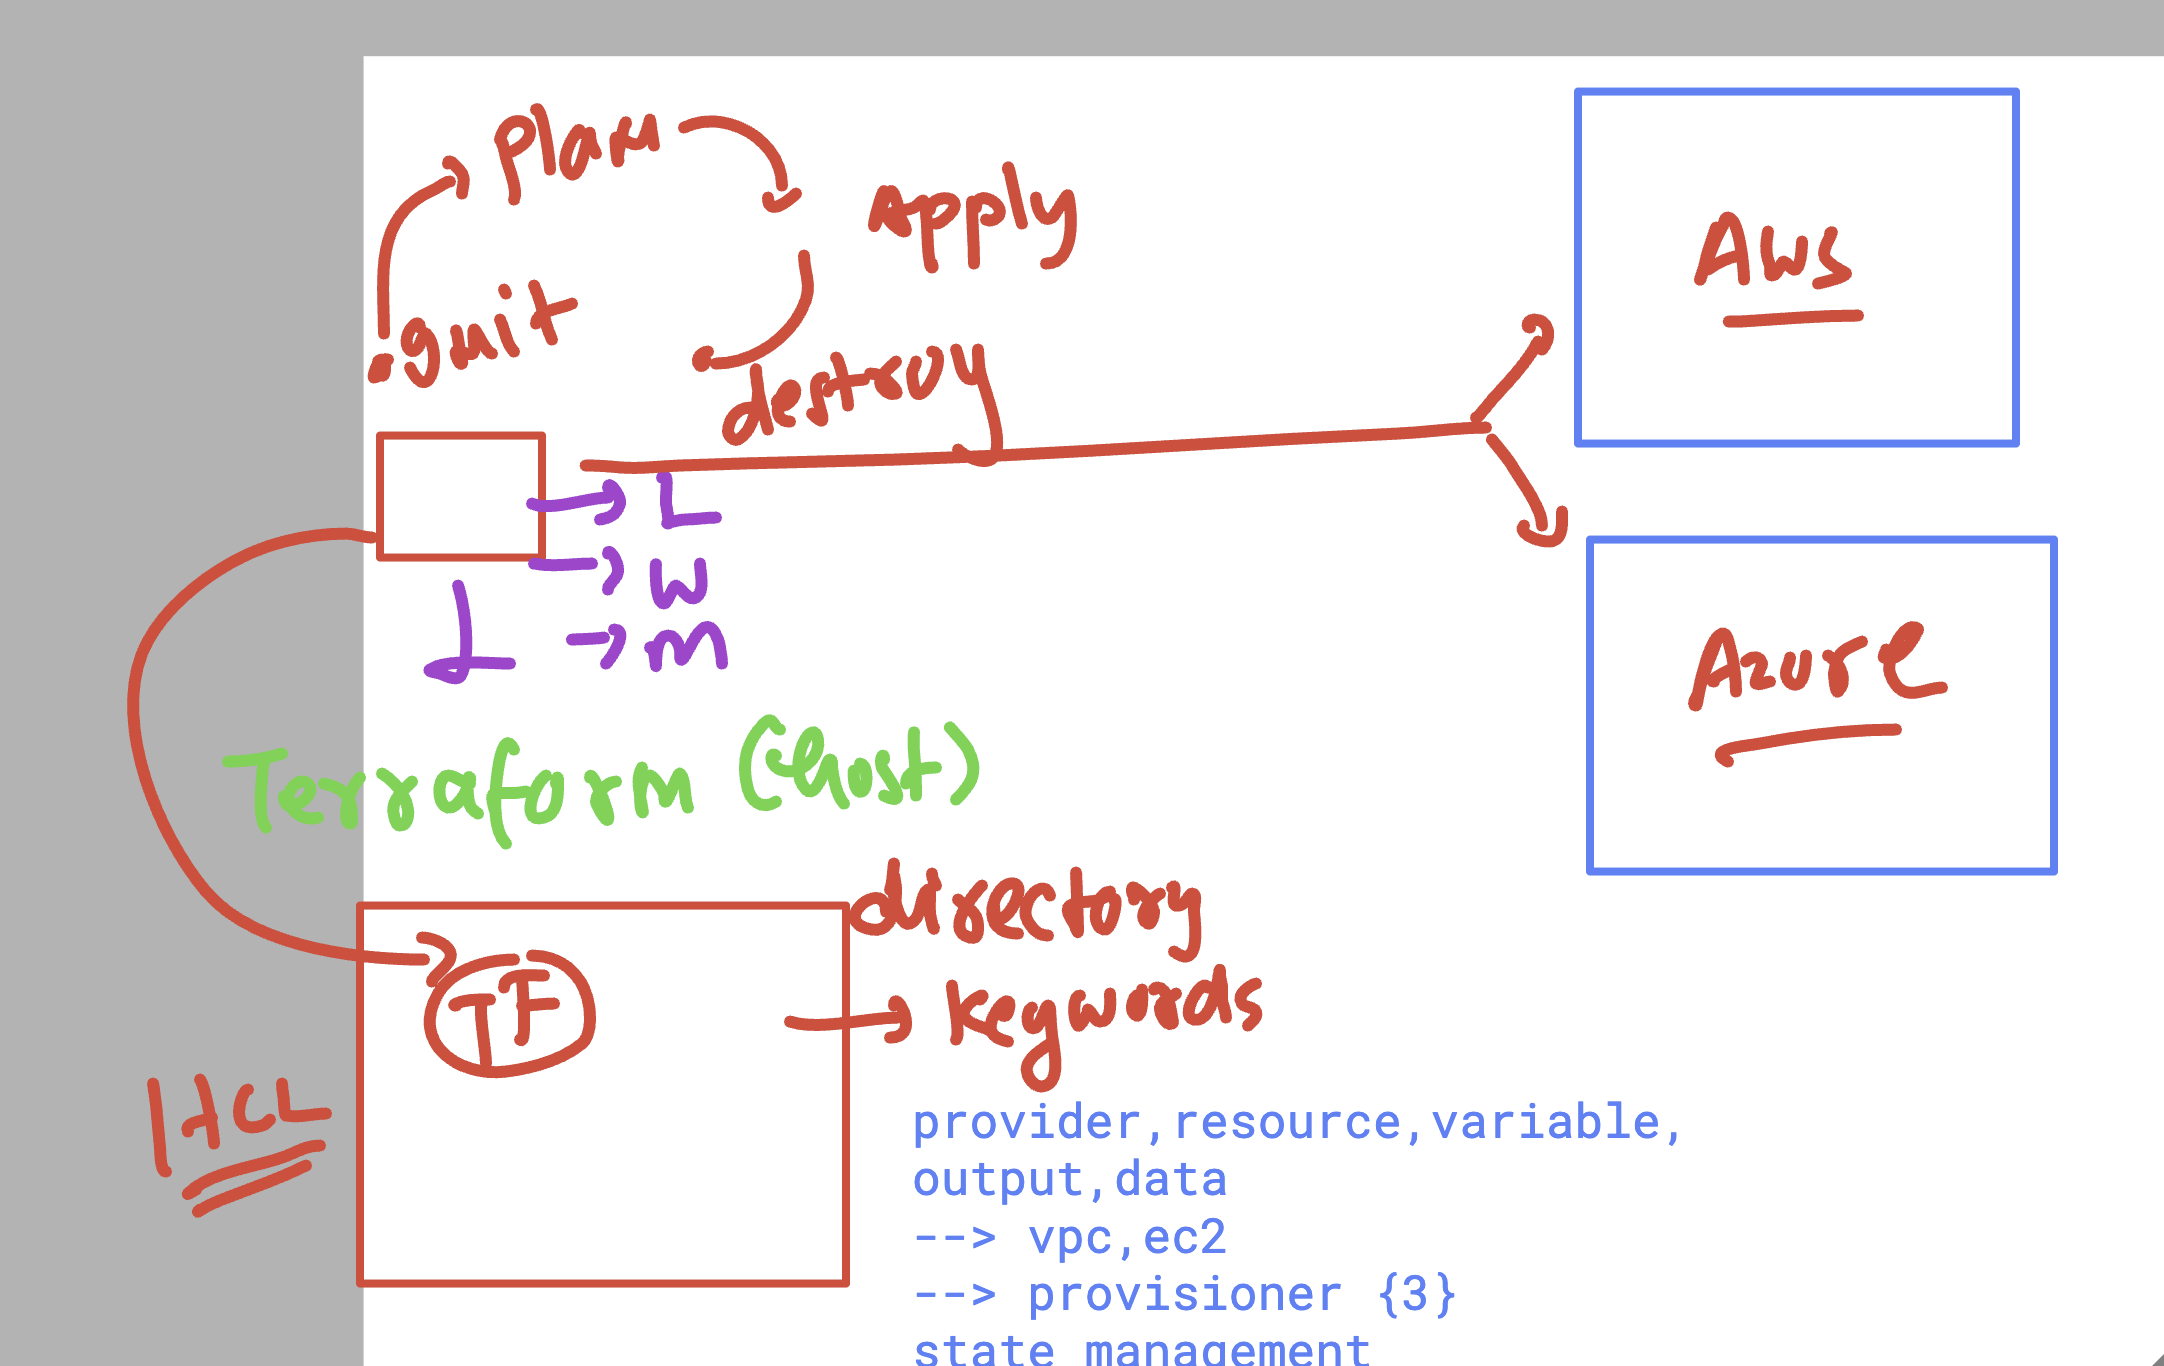 Plan
Apply
Aws
init
destroy
L
w
m
Azure
Terraform (host)
directory
TF
keywords
HCL
provider,resource,variable,
output,data
--> vpc,ec2
--> provisioner {3}
state management